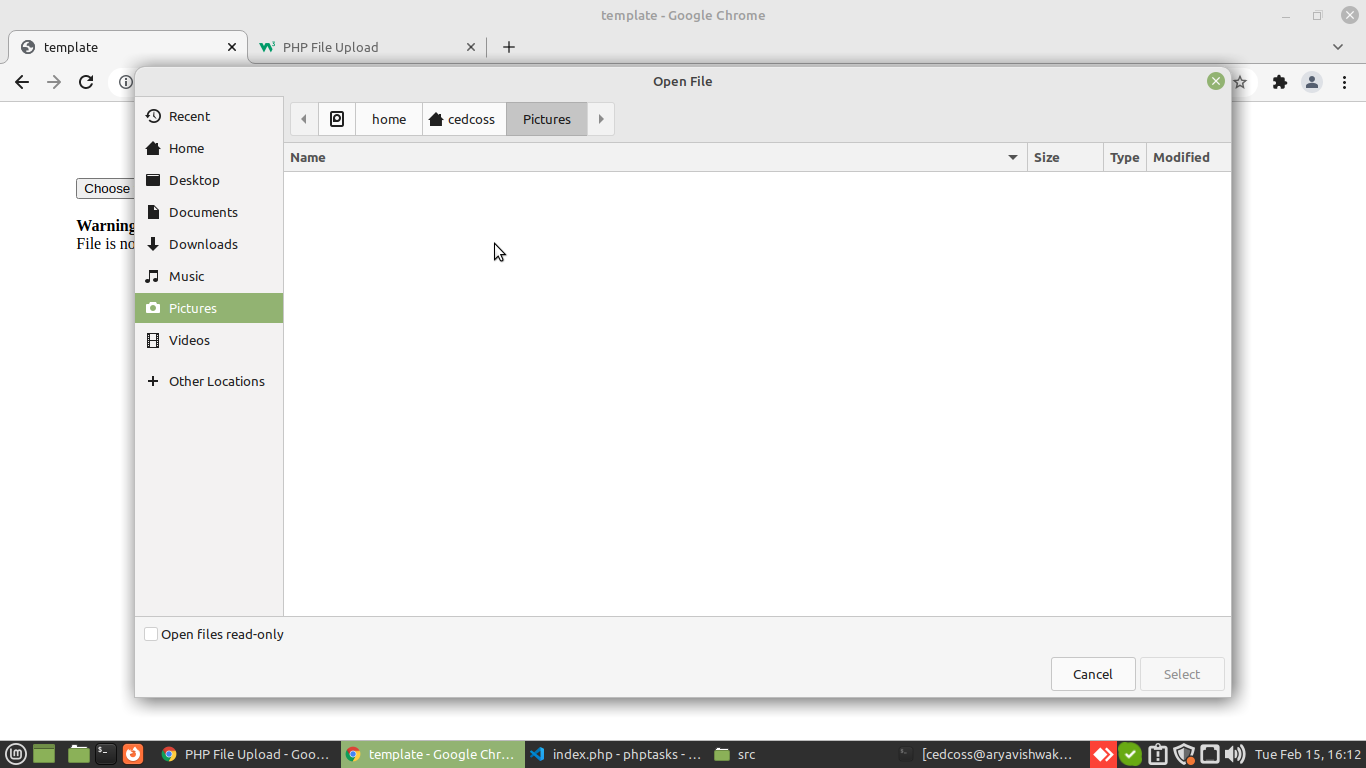 template - Google Chrome
template
PHP File Upload
Open File
Recent
Home
Desktop
Documents
Downloads
Music
Pictures
Videos
Other Locations
home
cedcoss
Pictures
Name
Size
Type
Modified
Choose
Warning
File is no
Open files read-only
Cancel
Select
PHP File Upload - Goo...
template - Google Chr...
index.php - phptasks - ...
src
[cedcoss@aryavishwak...
Tue Feb 15, 16:12